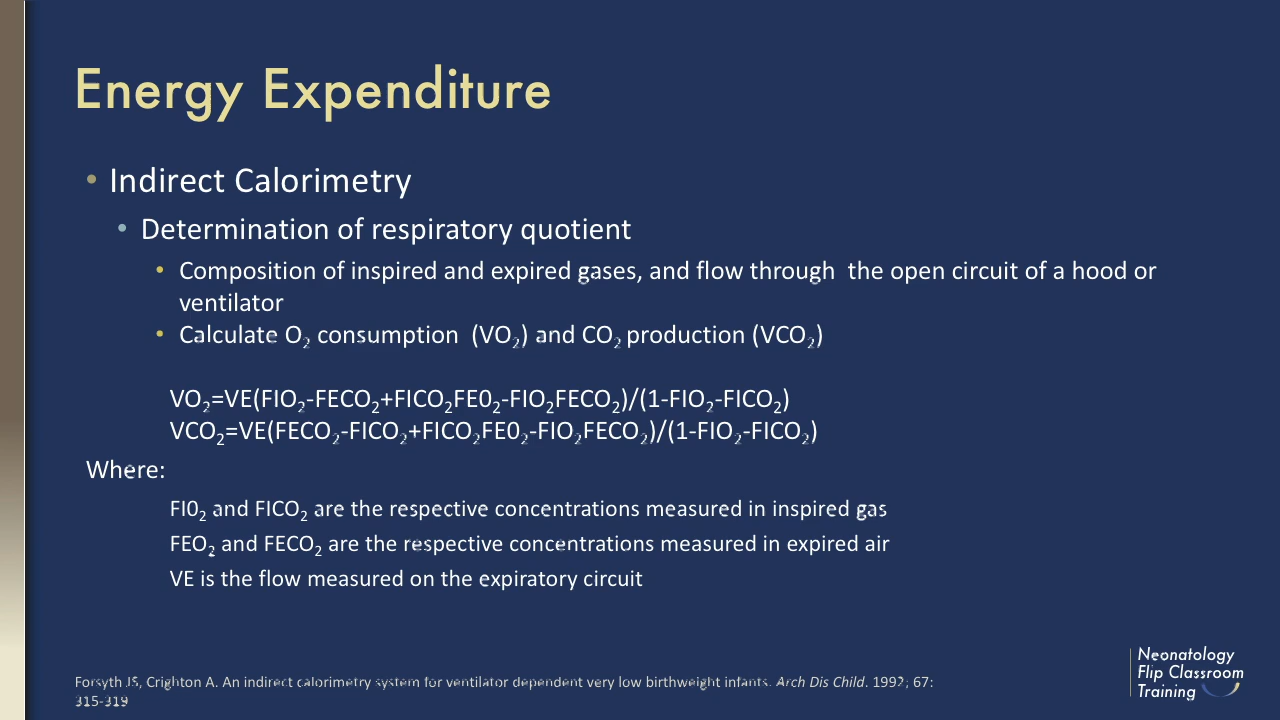 Energy Expenditure
• Indirect Calorimetry
• Determination of respiratory quotient
• Composition of inspired and expired gases, and flow through  the open circuit of a hood or
ventilator
• Calculate O₂ consumption  (VO₂) and CO₂ production (VCO₂)
VO₂=VE(FIO₂-FECO₂+FICO₂FE0₂-FIO₂FECO₂)/(1-FIO₂-FICO₂)
VCO₂=VE(FECO₂-FICO₂+FICO₂FE0₂-FIO₂FECO₂)/(1-FIO₂-FICO₂)
Where:
FI0₂ and FICO₂ are the respective concentrations measured in inspired gas
FEO₂ and FECO₂ are the respective concentrations measured in expired air
VE is the flow measured on the expiratory circuit
Forsyth JS, Crighton A. An indirect calorimetry system for ventilator dependent very low birthweight infants. Arch Dis Child. 1992; 67:
315-319
Neonatology
Flip Classroom
Training